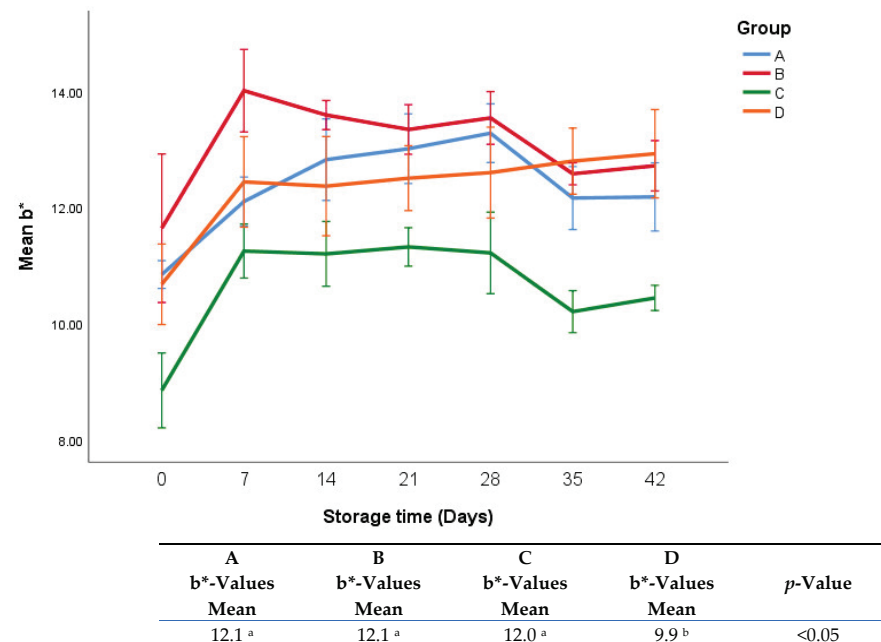 Group
A
B
C
D
14.00
12.00
10.00
8.00
Mean b*
0 7 14 21 28 35 42
Storage time (Days)
A B C D
b*-Values b*-Values b*-Values b*-Values p-Value
Mean Mean Mean Mean
12.1 a 12.1 a 12.0 a 9.9 b <0.05